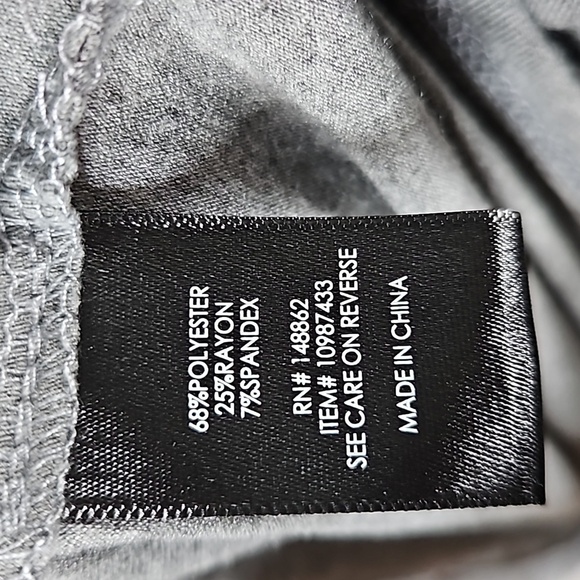 68%POLYESTER
25%RAYON
7%SPANDEX
RN# 148862
ITEM# 10987433
SEE CARE ON REVERSE
MADE IN CHINA